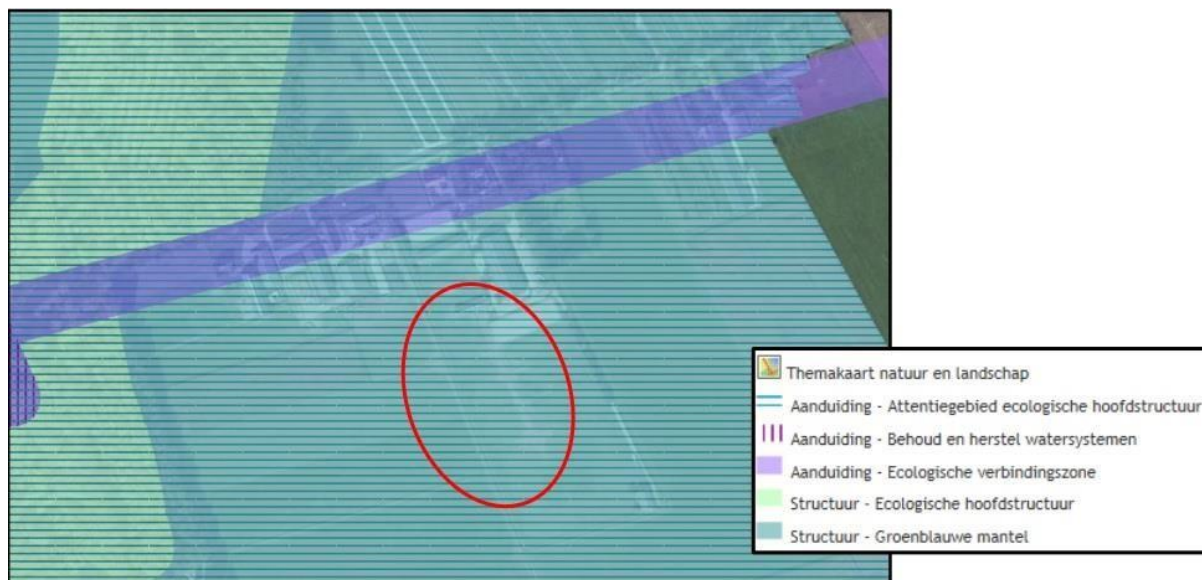 Themakaart natuur en landschap
Aanduiding - Attentiegebied ecologische hoofdstructuur
Aanduiding - Behoud en herstel watersystemen
Aanduiding - Ecologische verbindingszone
Structuur - Ecologische hoofdstructuur
Structuur - Groenblauwe mantel